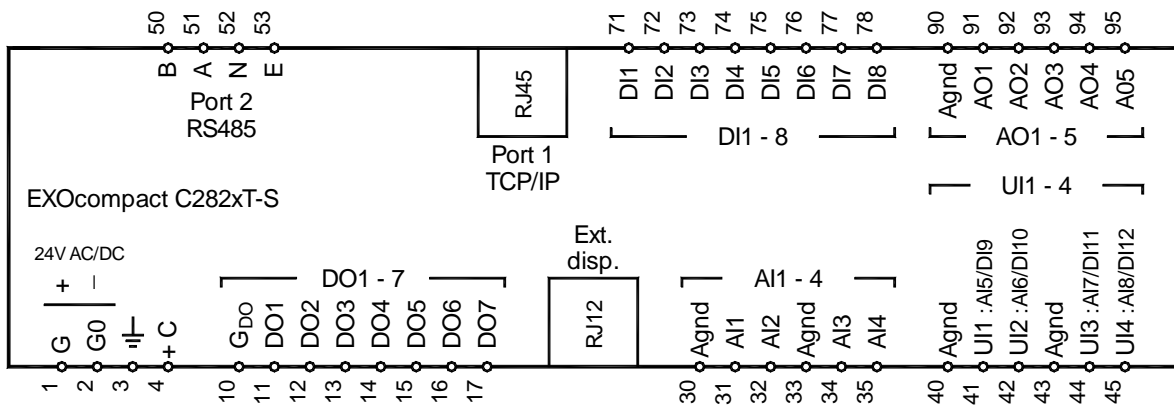 50 51 52 53
71 72 73 74 75 76 77 78
90 91 92 93 94 95
B A N E
Port 2
RS485
RJ45
Port 1
TCP/IP
DI1 DI2 DI3 DI4 DI5 DI6 DI7 DI8
DI1 - 8
Agnd AO1 AO2 AO3 AO4 A05
AO1 - 5
UI1 - 4
EXOcompact C282xT-S
24V AC/DC
+ –
G G0 +C
DO1 - 7
GDO DO1 DO2 DO3 DO4 DO5 DO6 DO7
Ext.
disp.
RJ12
AI1 - 4
Agnd AI1 AI2 Agnd AI3 AI4
Agnd
UI1 :AI5/DI9
UI2 :AI6/DI10
Agnd
UI3 :AI7/DI11
UI4 :AI8/DI12
1 2 3 4
10 11 12 13 14 15 16 17
30 31 32 33 34 35
40 41 42 43 44 45